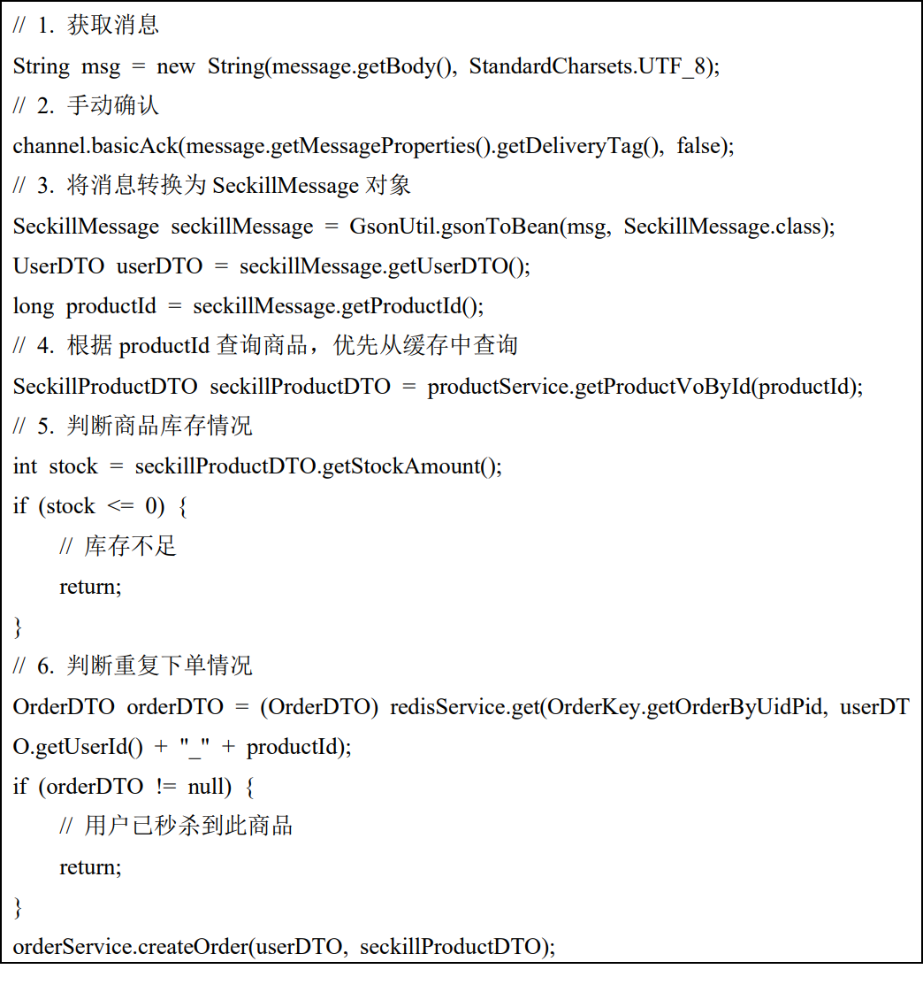 // 1. 获取消息
String msg = new String(message.getBody(), StandardCharsets.UTF_8);
// 2. 手动确认
channel.basicAck(message.getMessageProperties().getDeliveryTag(), false);
// 3. 将消息转换为 SeckillMessage 对象
SeckillMessage seckillMessage = GsonUtil.gsonToBean(msg, SeckillMessage.class);
UserDTO userDTO = seckillMessage.getUserDTO();
long productId = seckillMessage.getProductId();
// 4. 根据 productId 查询商品，优先从缓存中查询
SeckillProductDTO seckillProductDTO = productService.getProductVoById(productId);
// 5. 判断商品库存情况
int stock = seckillProductDTO.getStockAmount();
if (stock <= 0) {
    // 库存不足
    return;
}
// 6. 判断重复下单情况
OrderDTO orderDTO = (OrderDTO) redisService.get(OrderKey.getOrderByUidPid, userDT
O.getUserId() + "_" + productId);
if (orderDTO != null) {
    // 用户已秒杀到此商品
    return;
}
orderService.createOrder(userDTO, seckillProductDTO);